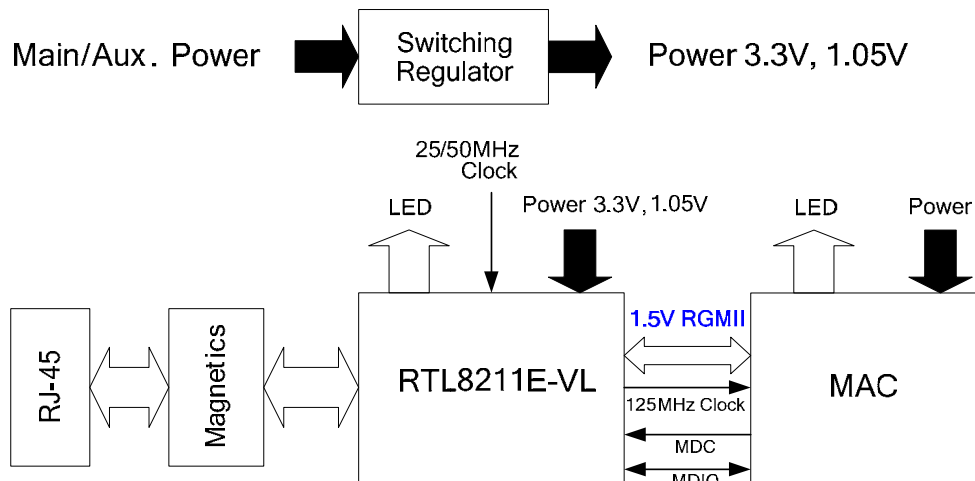 Main/Aux. Power
Switching
Regulator
Power 3.3V, 1.05V
25/50MHz
Clock
LED
Power 3.3V, 1.05V
LED
Power
RJ-45
Magnetics
RTL8211E-VL
1.5V RGMII
125MHz Clock
MDC
MDIO
MAC